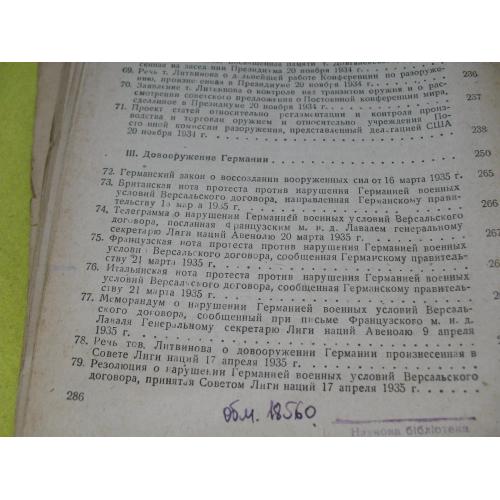 69. Речь т. Литвинова о дальнейшей работе Конференции по разоруже-
нию, произнесенная в Президиуме 20 ноября 1934 г. 236
70. Заявление т. Литвинова о контроле над транзитом оружия и о рас-
смотрении советского предложения о Постоянной конференции мира,
сделанное в Президиуме 20 ноября 1934 г. 237
71. Проект статей относительно регламентации и контроля произ-
водства и торговли оружием и относительно учреждения Пос-
т нной комиссии разоружения, представленный делегацией США
20 ноября 1934 г. 238
III. Довооружение Германии 250
72. Германский закон о воссоздании вооруженных сил от 16 марта 1935 г. 265
73. Британская нота протеста против нарушения Германией военных
условий Версальского договора, направленная Германскому прави-
тельству 18 марта 1935 г.
74. Телеграмма о нарушении Германией военных условий Версальского
договора, посланная французским м. и. д. Лавалем генеральному
секретарю Лиги наций Авенолю 20 марта 1935 г.
75. Французская нота протеста против нарушения Германией военных
услови Версальского договора, сообщенная Германскому правитель-
ству 21 марта 1935 г.
76. Итальянская нота протеста против нарушения Германией военных
условий Версальского договора, сообщенная Германскому правитель-
ству 21 марта 1935 г.
77. Меморандум о нарушении Германией военных условий Версаль-
ского договора, сообщенный при письме Французского м. и. д.
Лаваля Генеральному секретарю Лиги наций Авенолю 9 апреля
1935 г.
78. Речь тов. Литвинова о довооружении Германии произнесенная в
Совете Лиги наций 17 апреля 1935 г.
79. Резолюция о нарушении Германией военных условий Версальского
договора, принятая Советом Лиги наций 17 апреля 1935 г.
286
обм. 18560
Наукова бібліотека